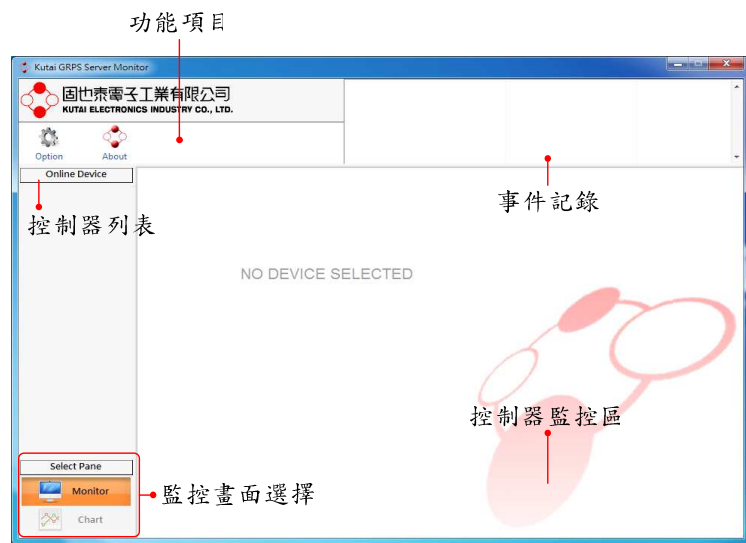 功能項目
Kutai GRPS Server Monitor
固也泰電子工業有限公司
KUTAI ELECTRONICS INDUSTRY CO., LTD.
Option
About
Online Device
事件記錄
控制器列表
NO DEVICE SELECTED
控制器監控區
Select Pane
Monitor
監控畫面選擇
Chart